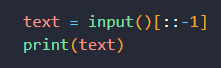 text = input()[::-1]
print(text)